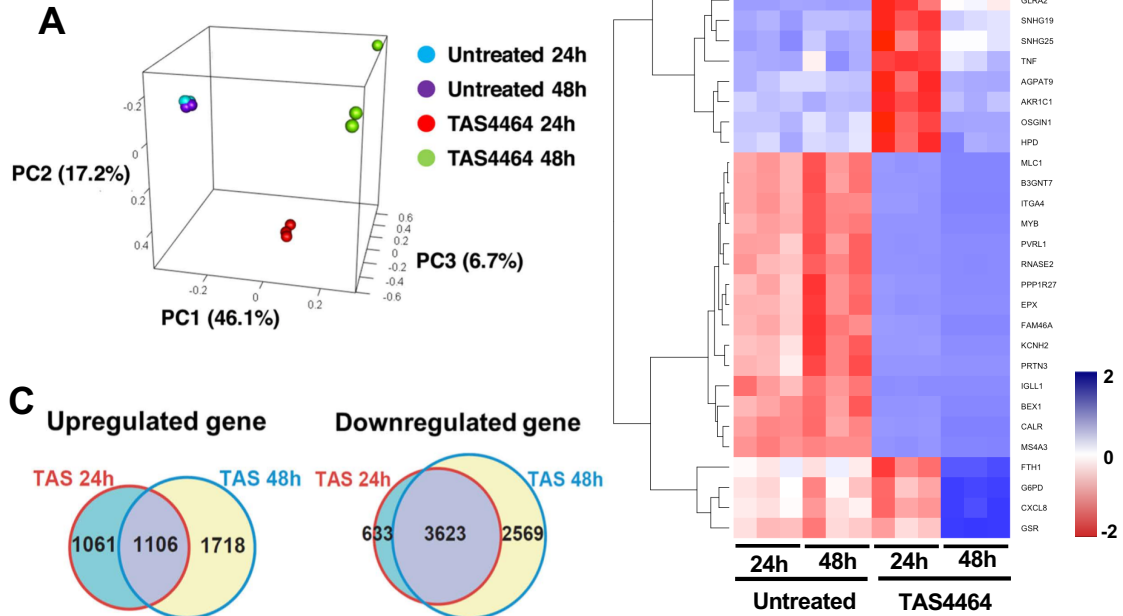 A
Untreated 24h
Untreated 48h
TAS4464 24h
TAS4464 48h
-0.2
0
0.2
0.4
PC2 (17.2%)
0.6
0.4
0.2
0
-0.2
-0.4
-0.6
PC3 (6.7%)
-0.2
0
0.2
PC1 (46.1%)
C
Upregulated gene
TAS 24h
TAS 48h
1061
1106
1718
Downregulated gene
TAS 24h
TAS 48h
633
3623
2569
GLRA2
SNHG19
SNHG25
TNF
AGPAT9
AKR1C1
OSGIN1
HPD
MLC1
B3GNT7
ITGA4
MYB
PVRL1
RNASE2
PPP1R27
EPX
FAM46A
KCNH2
PRTN3
IGLL1
BEX1
CALR
MS4A3
FTH1
G6PD
CXCL8
GSR
24h
48h
24h
48h
Untreated
TAS4464
2
0
-2